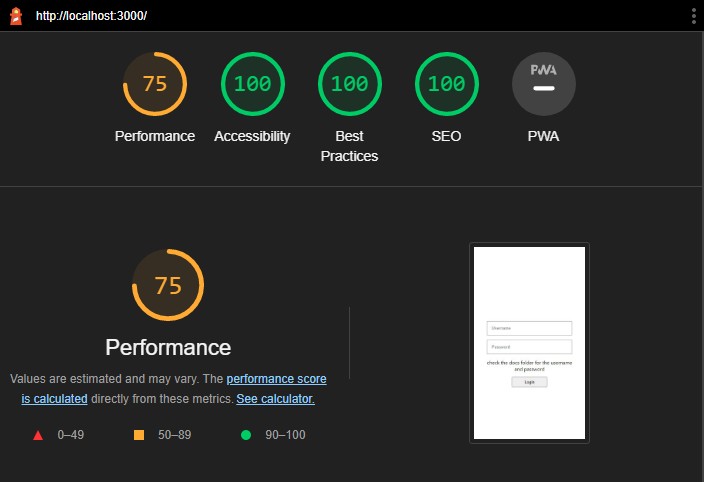 http://localhost:3000/
75
100
100
100
PWA
Performance
Accessibility
Best
Practices
SEO
PWA
75
Performance
Values are estimated and may vary. The performance score
is calculated directly from these metrics. See calculator.
0–49
50–89
90–100
Username
Password
check the docs folder for the username
and password
Login